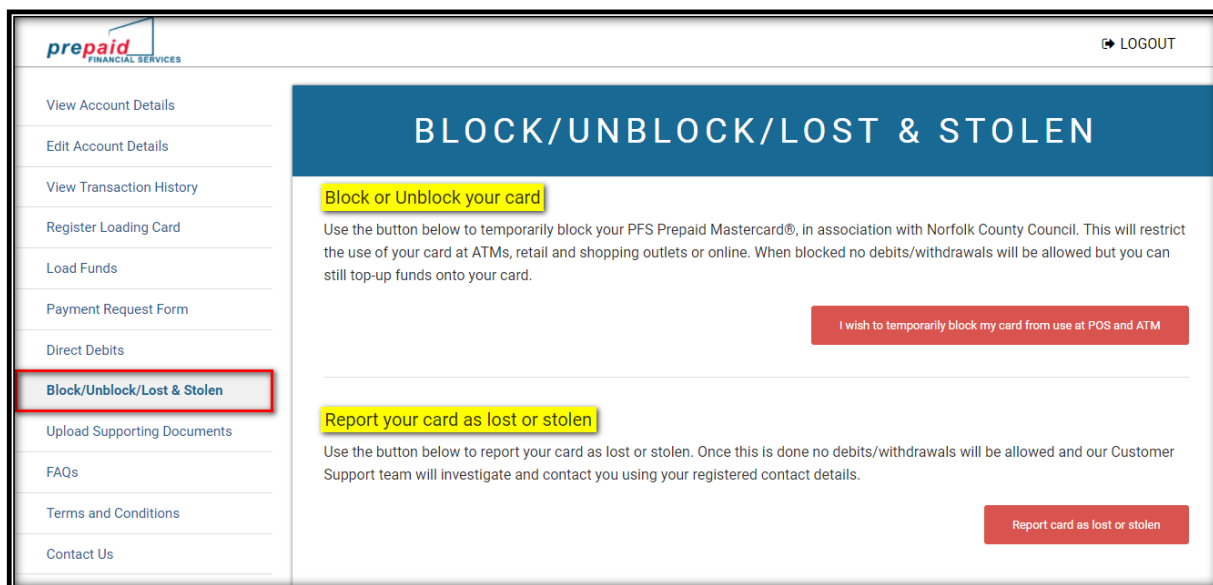 prepaid
FINANCIAL SERVICES
LOGOUT
View Account Details
Edit Account Details
View Transaction History
Register Loading Card
Load Funds
Payment Request Form
Direct Debits
Block/Unblock/Lost & Stolen
Upload Supporting Documents
FAQs
Terms and Conditions
Contact Us
BLOCK/UNBLOCK/LOST & STOLEN
Block or Unblock your card
Use the button below to temporarily block your PFS Prepaid Mastercard®, in association with Norfolk County Council. This will restrict
the use of your card at ATMs, retail and shopping outlets or online. When blocked no debits/withdrawals will be allowed but you can
still top-up funds onto your card.
I wish to temporarily block my card from use at POS and ATM
Report your card as lost or stolen
Use the button below to report your card as lost or stolen. Once this is done no debits/withdrawals will be allowed and our Customer
Support team will investigate and contact you using your registered contact details.
Report card as lost or stolen